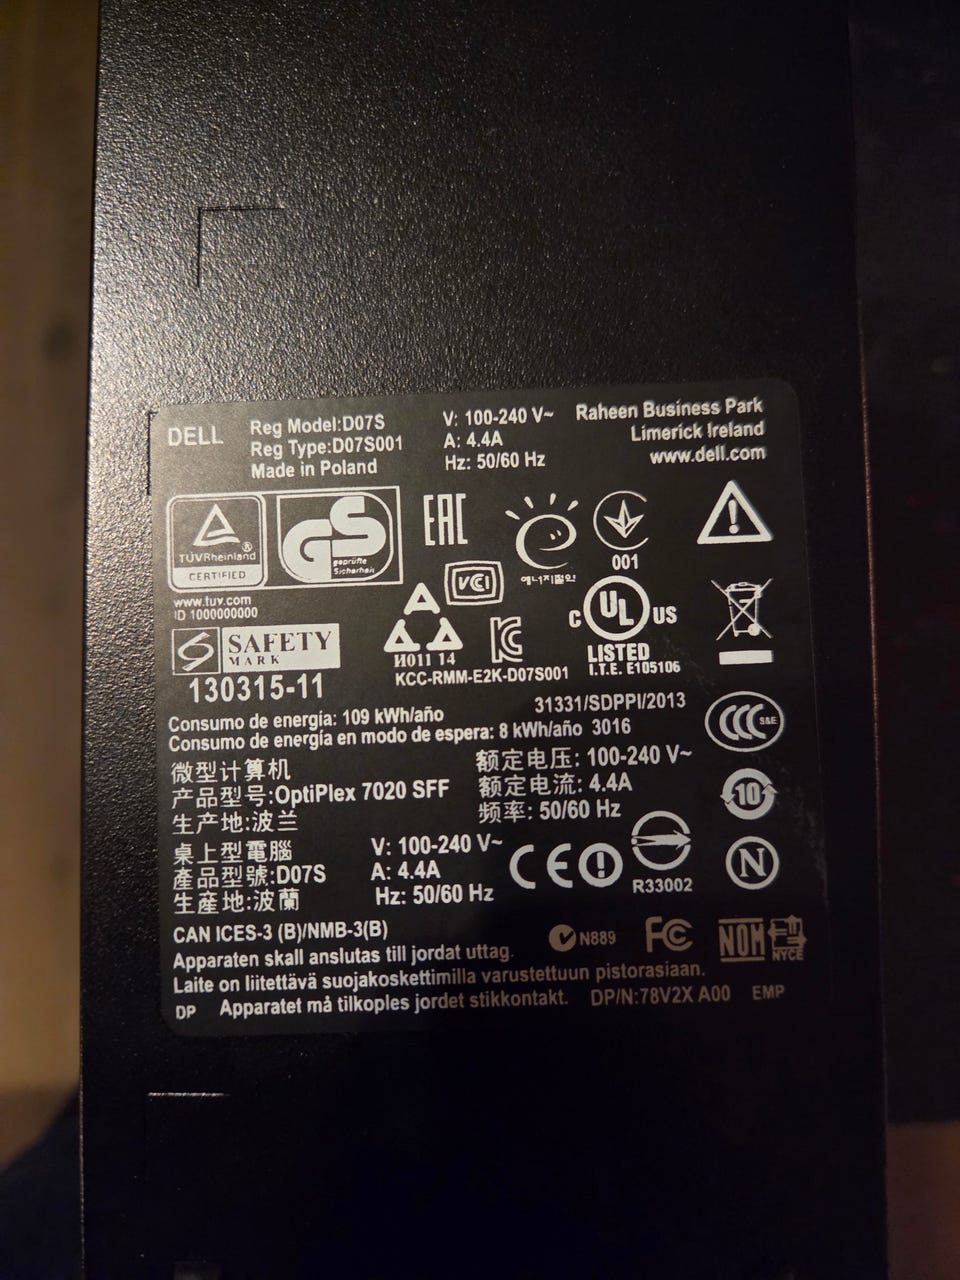 DELL
Reg Model:D07S
Reg Type:D07S001
Made in Poland
V: 100-240 V~
A: 4.4A
Hz: 50/60 Hz
Raheen Business Park
Limerick Ireland
www.dell.com
TÜVRheinland®
CERTIFIED
www.tuv.com
ID 1000000000
GS
geprüfte
Sicherheit
EAC
VCCI
에너지절약
001
C UL US
LISTED
I.T.E. E105106
SAFETY
MARK
130315-11
И011 14
KCC-RMM-E2K-D07S001
31331/SDPPI/2013
3016
Consumo de energía: 109 kWh/año
Consumo de energía en modo de espera: 8 kWh/año
CCC S&E
微型计算机
产品型号:OptiPlex 7020 SFF
生产地:波兰
额定电压: 100-240 V~
额定电流: 4.4A
频率: 50/60 Hz
10
桌上型電腦
產品型號:D07S
生產地:波蘭
V: 100-240 V~
A: 4.4A
Hz: 50/60 Hz
CE
R33002
N
CAN ICES-3 (B)/NMB-3(B)
N889
FC
NOM
NYCE
Apparaten skall anslutas till jordat uttag.
Laite on liitettävä suojakoskettimilla varustettuun pistorasiaan.
DP Apparatet må tilkoples jordet stikkontakt. DP/N:78V2X A00 EMP